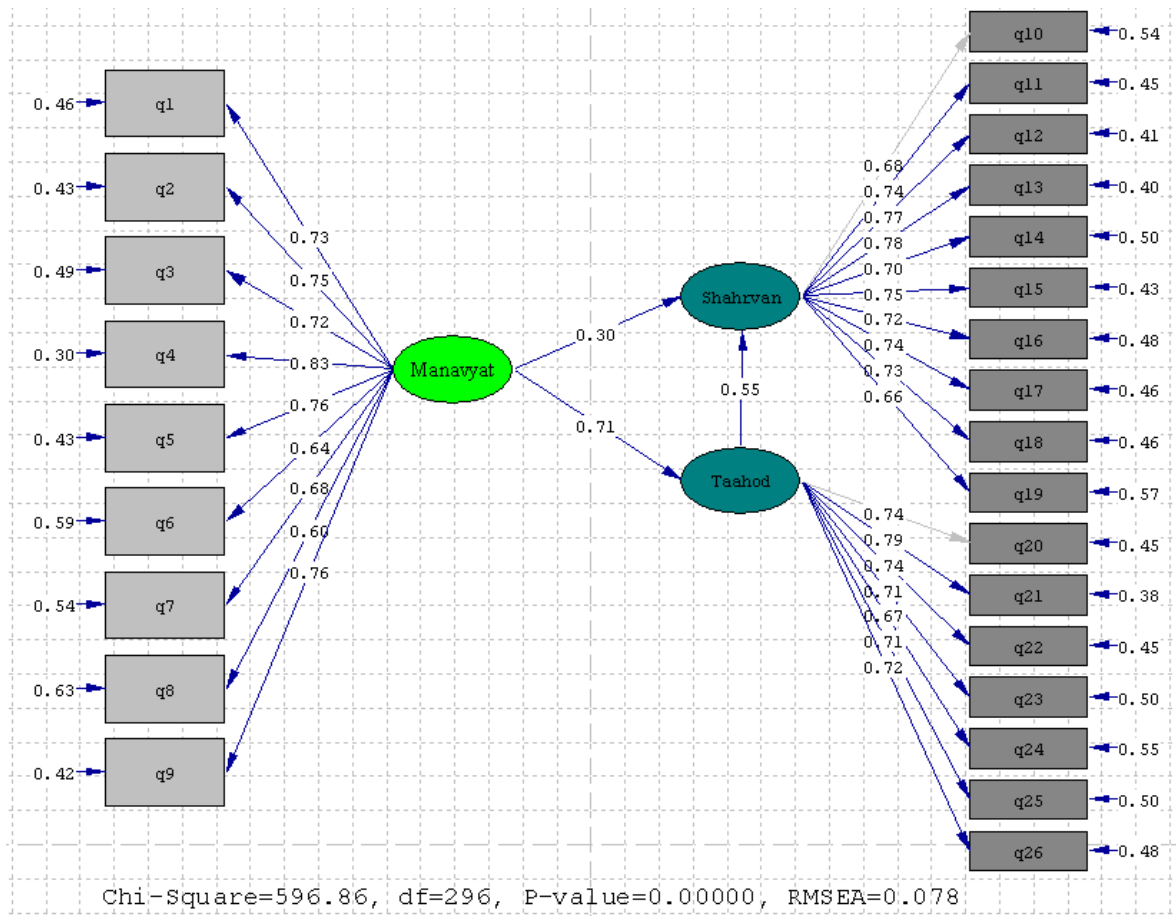 0.46 q1
0.43 q2
0.49 q3
0.30 q4
0.43 q5
0.59 q6
0.54 q7
0.63 q8
0.42 q9
0.73
0.75
0.72
0.83
0.76
0.64
0.68
0.60
0.76
Manavyat
0.30
0.71
Shahrvan
0.55
Taahod
0.68
0.74
0.77
0.78
0.70
0.75
0.72
0.74
0.73
0.66
0.74
0.79
0.74
0.71
0.67
0.71
0.72
q10 0.54
q11 0.45
q12 0.41
q13 0.40
q14 0.50
q15 0.43
q16 0.48
q17 0.46
q18 0.46
q19 0.57
q20 0.45
q21 0.38
q22 0.45
q23 0.50
q24 0.55
q25 0.50
q26 0.48
Chi-Square=596.86, df=296, P-value=0.00000, RMSEA=0.078